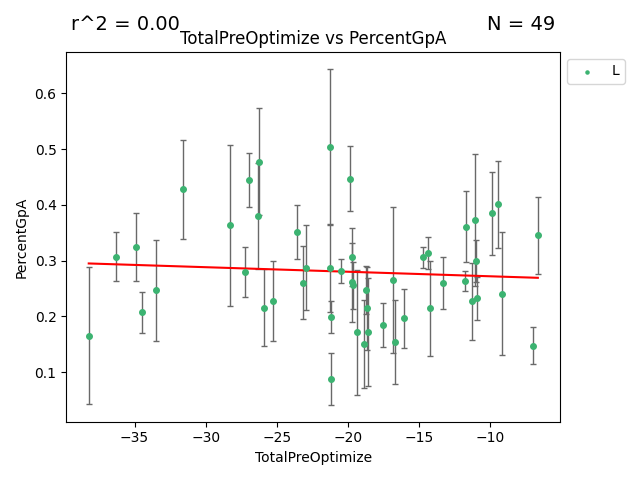 r^2 = 0.00
N = 49
TotalPreOptimize vs PercentGpA
L
PercentGpA
0.6
0.5
0.4
0.3
0.2
0.1
−35
−30
−25
−20
−15
−10
TotalPreOptimize